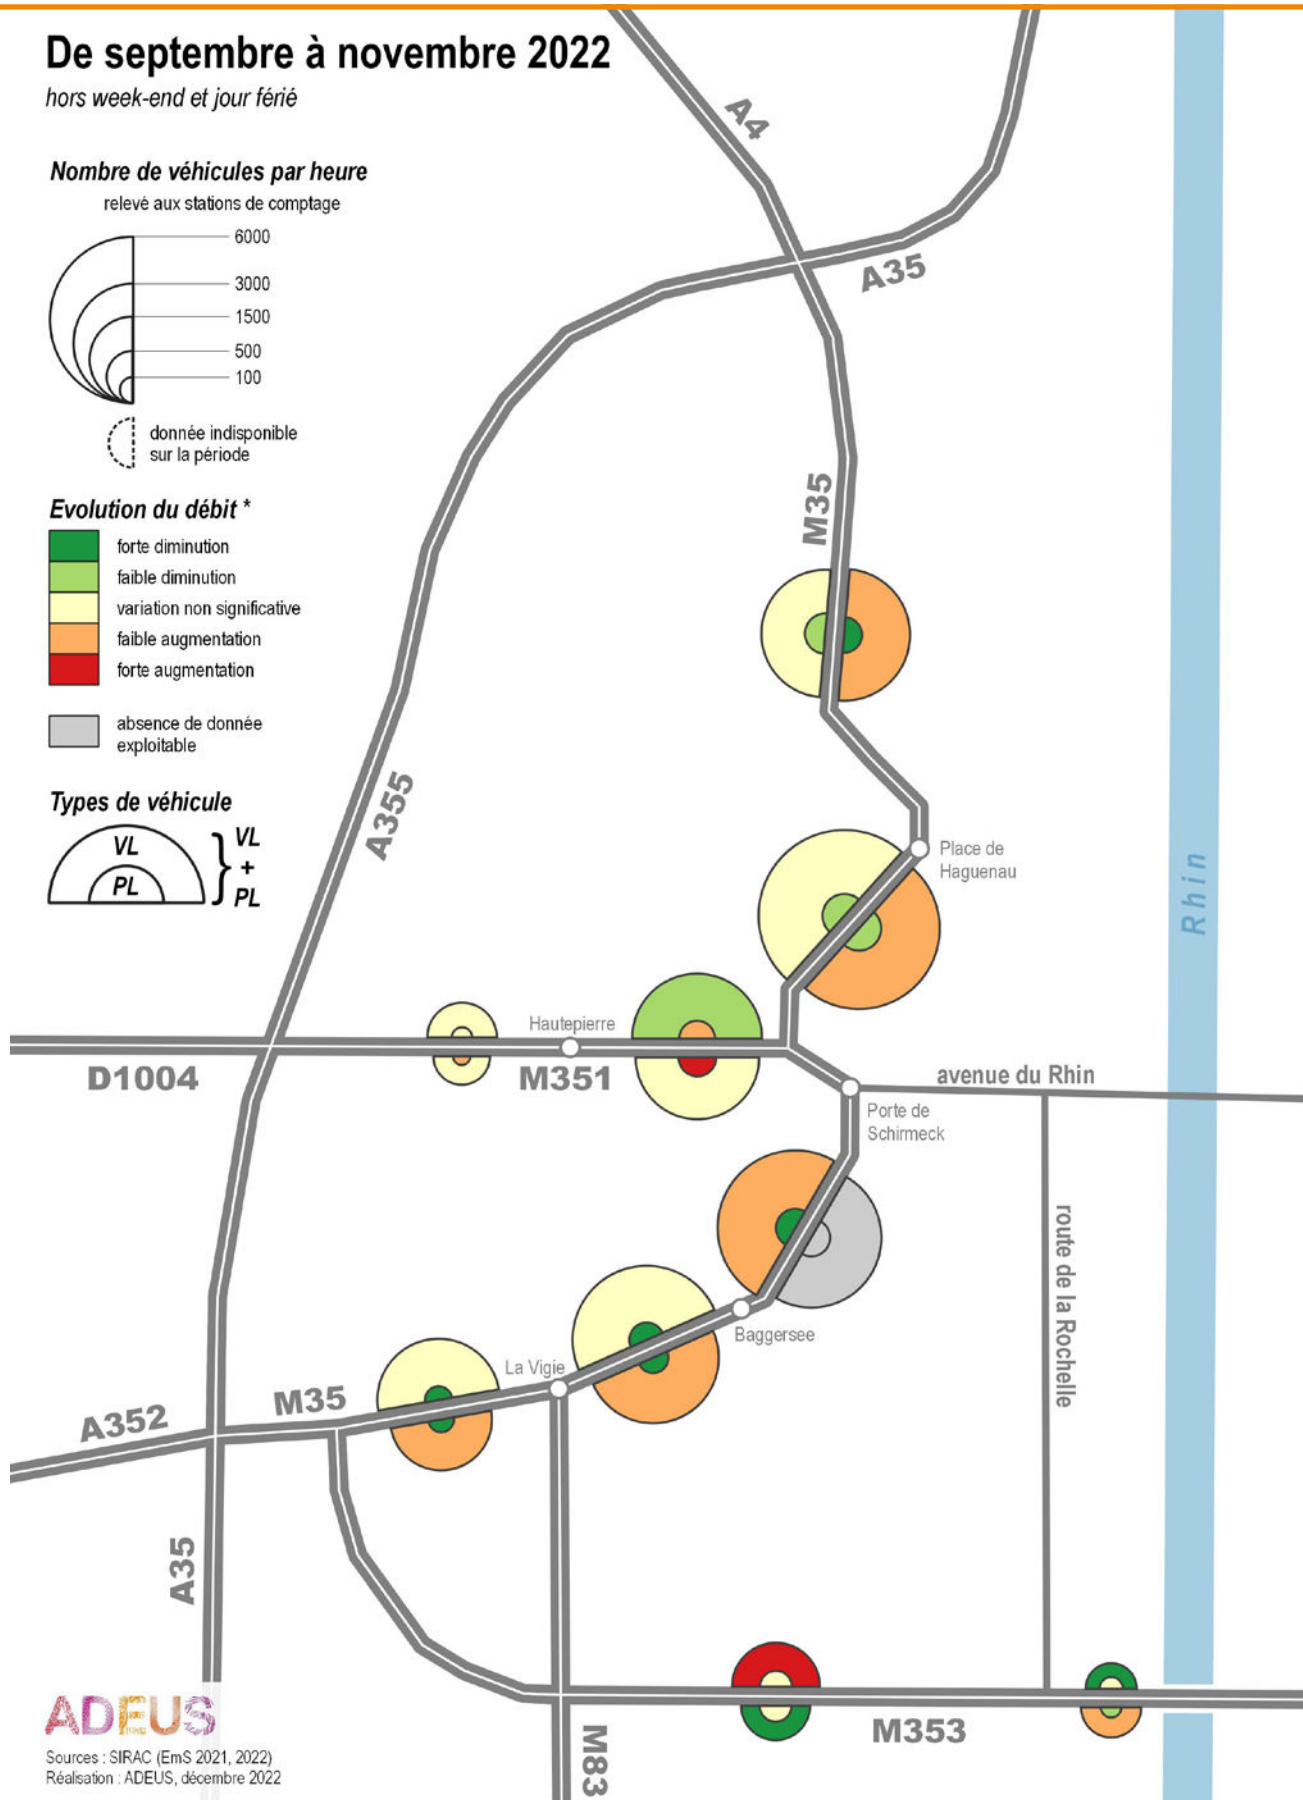 De septembre à novembre 2022
hors week-end et jour férié
Nombre de véhicules par heure
relevé aux stations de comptage
6000
3000
1500
500
100
donnée indisponible
sur la période
Evolution du débit *
forte diminution
faible diminution
variation non significative
faible augmentation
forte augmentation
absence de donnée
exploitable
Types de véhicule
VL
PL
VL
+
PL
A4
A35
M35
A355
Place de
Haguenau
Rhin
Hautepierre
D1004
M351
avenue du Rhin
Porte de
Schirmeck
route de la Rochelle
Baggersee
La Vigie
M35
A352
A35
M83
M353
ADEUS
Sources : SIRAC (EmS 2021, 2022)
Réalisation : ADEUS, décembre 2022